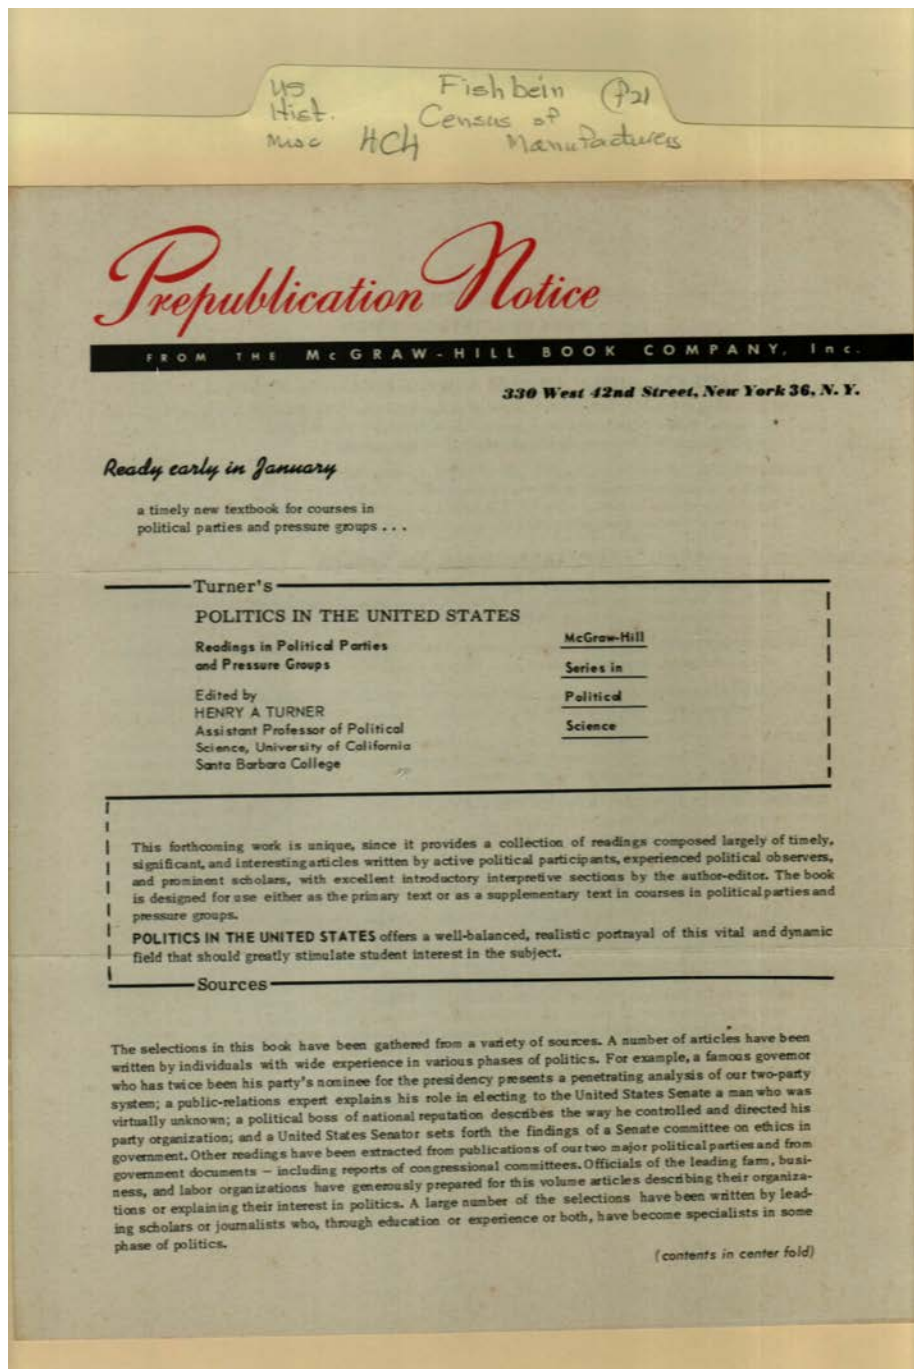 US Fishbein P21
Hist. Census of
Misc HCH Manufacturers
Prepublication Notice
FROM THE McGRAW-HILL BOOK COMPANY, Inc.
330 West 42nd Street, New York 36, N. Y.
Ready early in January
a timely new textbook for courses in
political parties and pressure groups . . .
Turner's
POLITICS IN THE UNITED STATES
Readings in Political Parties
and Pressure Groups
Edited by
HENRY A TURNER
Assistant Professor of Political
Science, University of California
Santa Barbara College
McGraw-Hill
Series in
Political
Science
This forthcoming work is unique, since it provides a collection of readings composed largely of timely,
significant, and interesting articles written by active political participants, experienced political observers,
and prominent scholars, with excellent introductory interpretive sections by the author-editor. The book
is designed for use either as the primary text or as a supplementary text in courses in political parties and
pressure groups.
POLITICS IN THE UNITED STATES offers a well-balanced, realistic portrayal of this vital and dynamic
field that should greatly stimulate student interest in the subject.
Sources
The selections in this book have been gathered from a variety of sources. A number of articles have been
written by individuals with wide experience in various phases of politics. For example, a famous governor
who has twice been his party's nominee for the presidency presents a penetrating analysis of our two-party
system; a public-relations expert explains his role in electing to the United States Senate a man who was
virtually unknown; a political boss of national reputation describes the way he controlled and directed his
party organization; and a United States Senator sets forth the findings of a Senate committee on ethics in
government. Other readings have been extracted from publications of our two major political parties and from
government documents — including reports of congressional committees. Officials of the leading farm, busi-
ness, and labor organizations have generously prepared for this volume articles describing their organiza-
tions or explaining their interest in politics. A large number of the selections have been written by lead-
ing scholars or journalists who, through education or experience or both, have become specialists in some
phase of politics.
(contents in center fold)